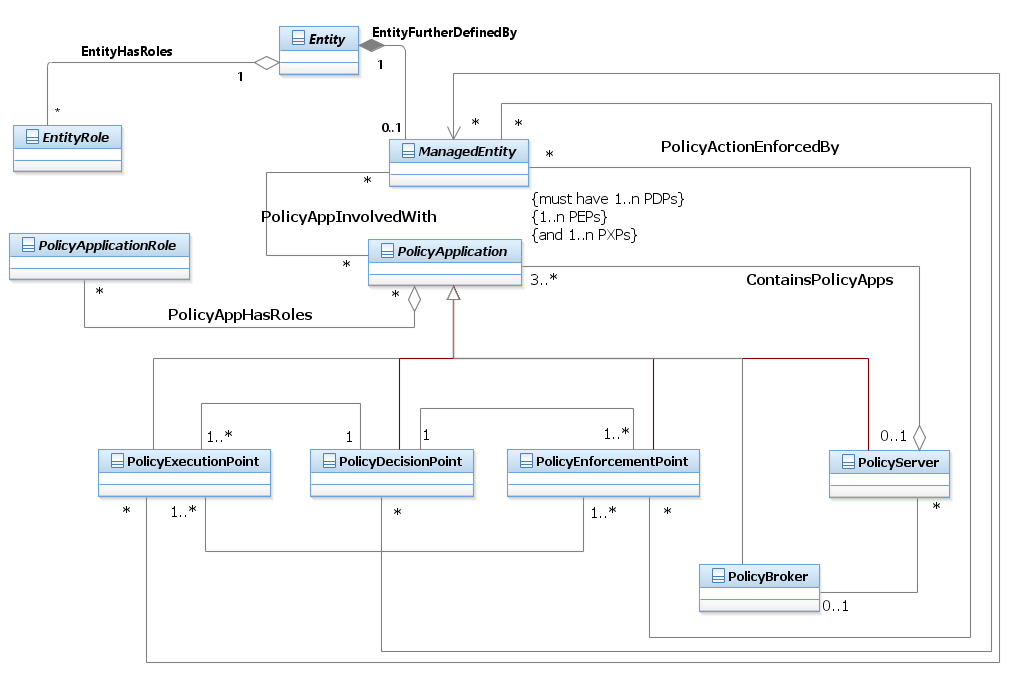 Entity
EntityFurtherDefinedBy
EntityHasRoles
1
1
*
0..1
*
*
EntityRole
ManagedEntity
*
PolicyActionEnforcedBy
*
{must have 1..n PDPs}
{1..n PEPs}
{and 1..n PXPs}
PolicyAppInvolvedWith
PolicyApplicationRole
PolicyApplication
*
3..*
ContainsPolicyApps
*
*
PolicyAppHasRoles
1..*
1
1
1..*
0..1
PolicyExecutionPoint
PolicyDecisionPoint
PolicyEnforcementPoint
PolicyServer
*
1..*
*
1..*
*
*
PolicyBroker
0..1